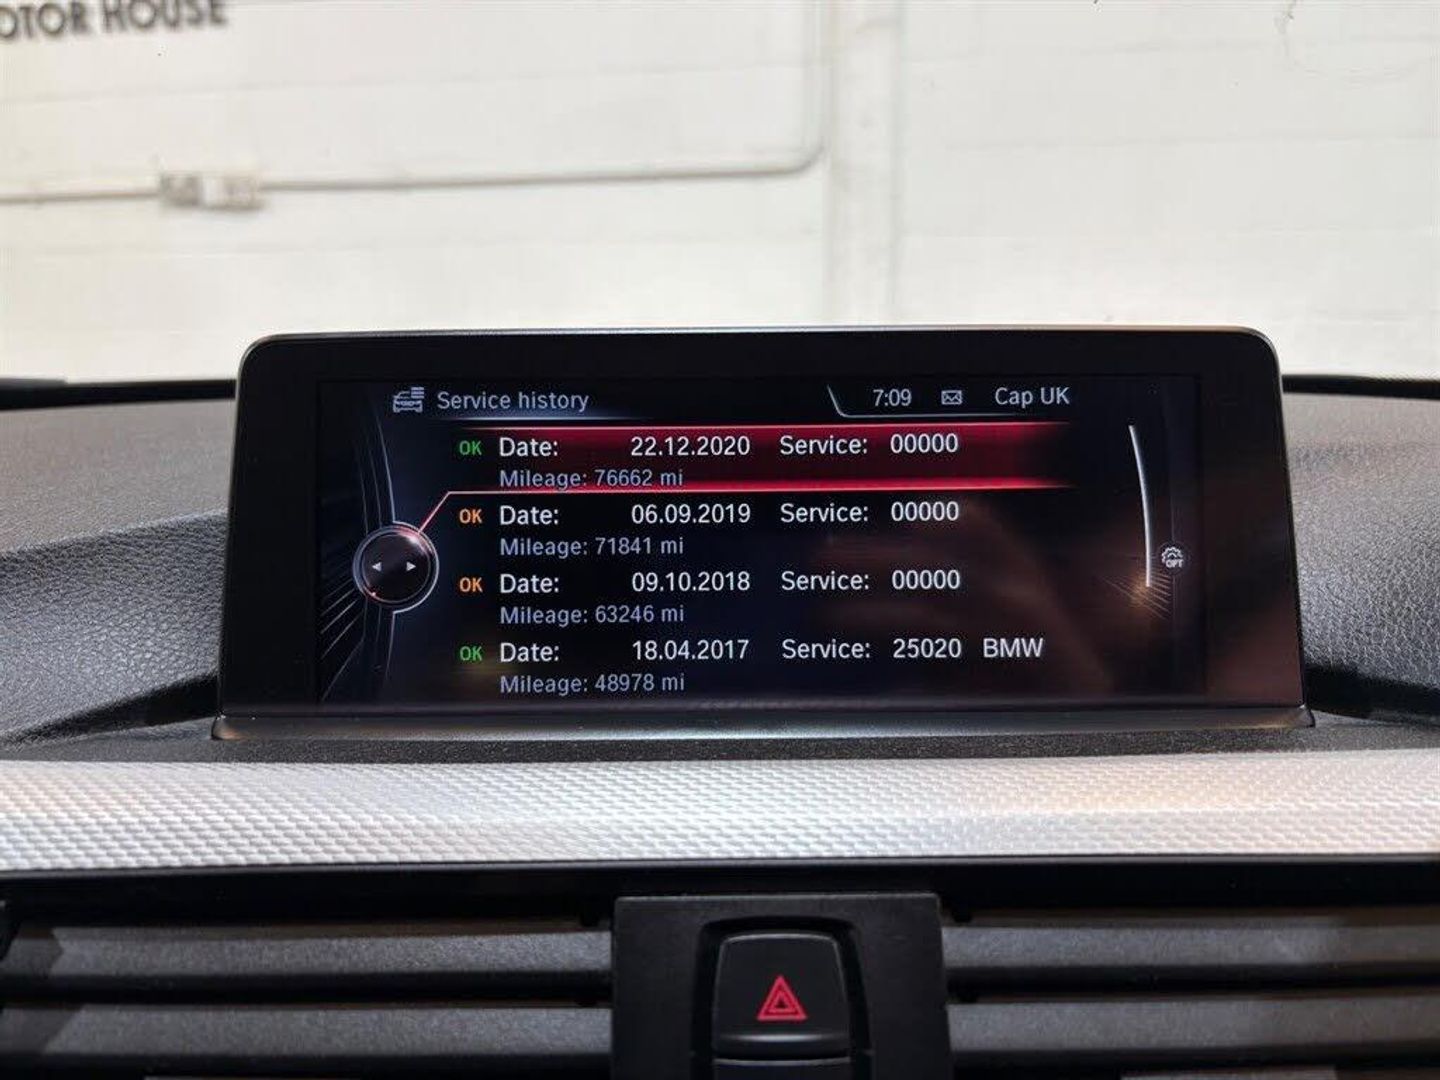 MOTOR HOUSE
Service history 7:09 Cap UK
OK Date: 22.12.2020 Service: 00000
Mileage: 76662 mi
OK Date: 06.09.2019 Service: 00000
Mileage: 71841 mi
OK Date: 09.10.2018 Service: 00000
Mileage: 63246 mi
OK Date: 18.04.2017 Service: 25020 BMW
Mileage: 48978 mi
OPT